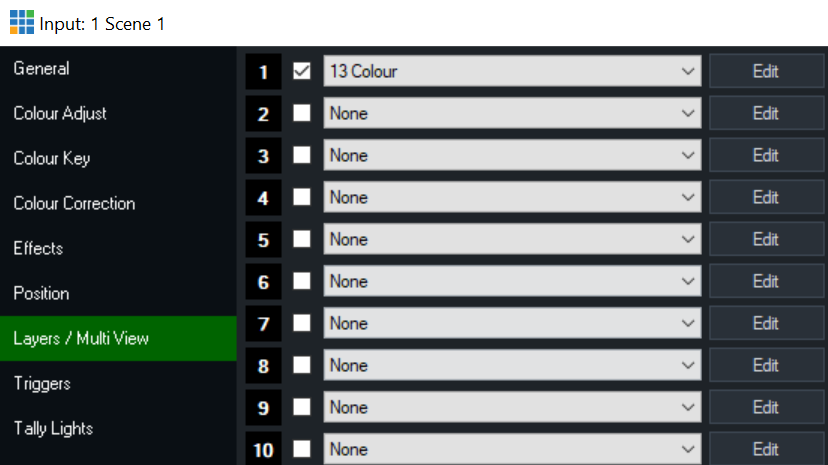 Input: 1 Scene 1
General
Colour Adjust
Colour Key
Colour Correction
Effects
Position
Layers / Multi View
Triggers
Tally Lights
1 13 Colour Edit
2 None Edit
3 None Edit
4 None Edit
5 None Edit
6 None Edit
7 None Edit
8 None Edit
9 None Edit
10 None Edit